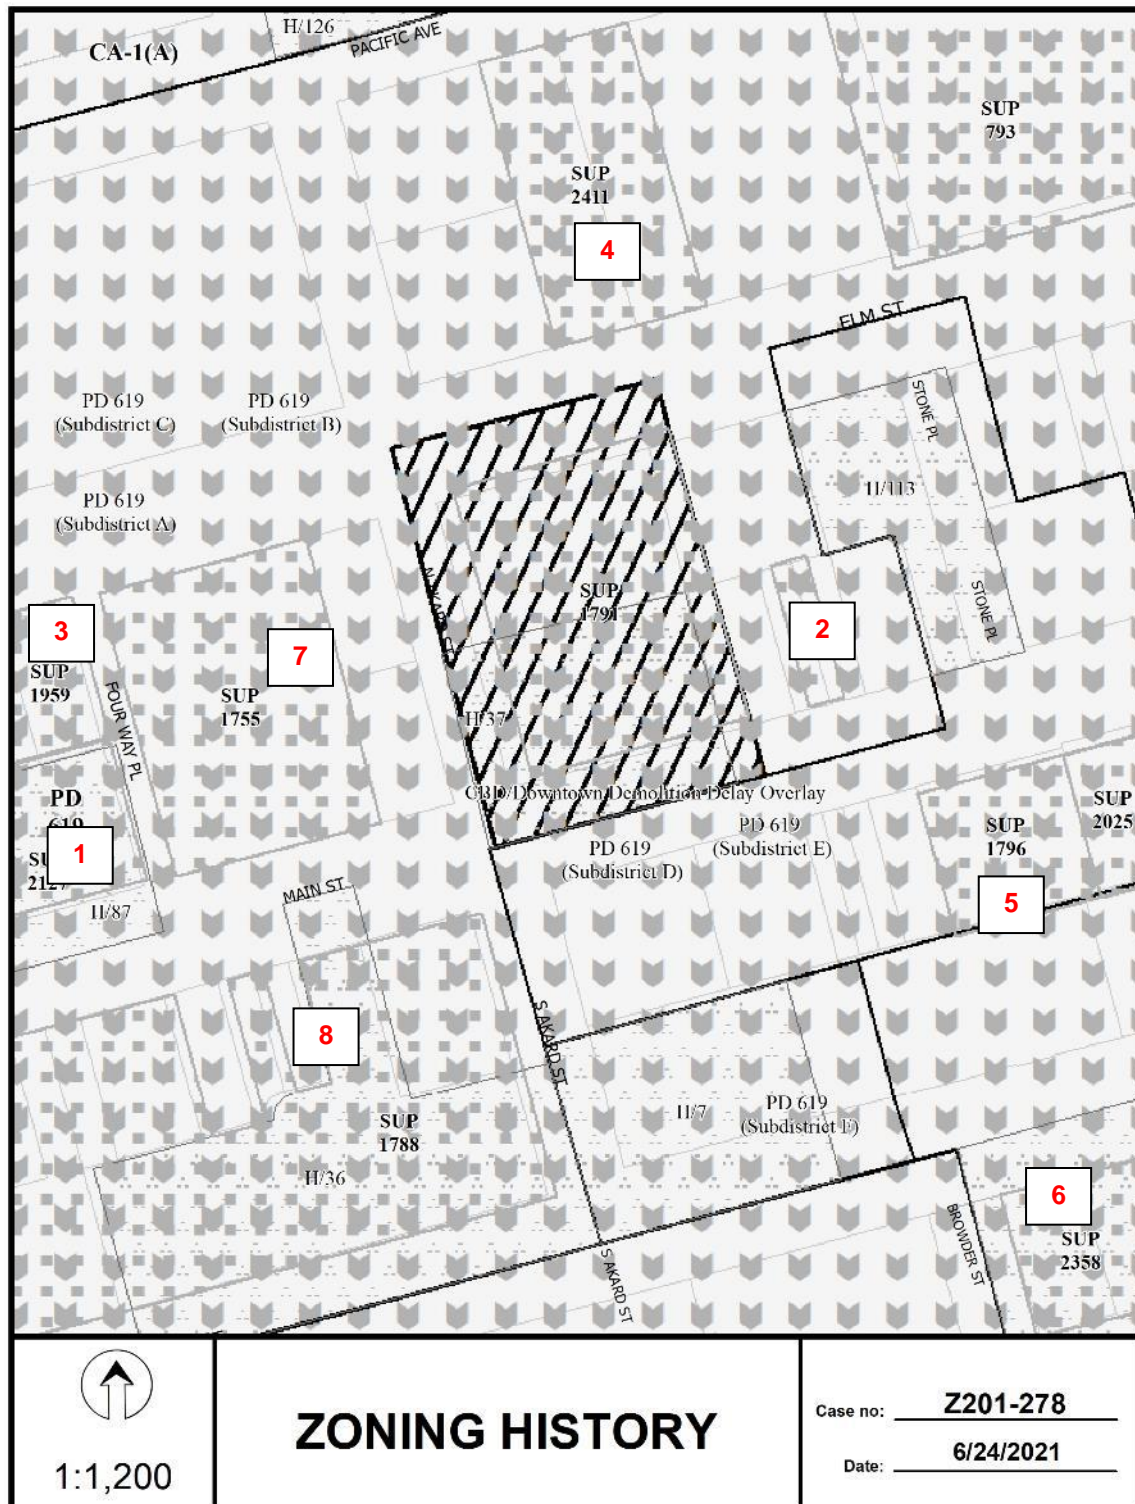 H/126
PACIFIC AVE
CA-1(A)
SUP
793
SUP
2411
4
ELM ST
PD 619
(Subdistrict C)
PD 619
(Subdistrict B)
STONE PL
H/113
PD 619
(Subdistrict A)
N AKARD ST
SUP
1791
STONE PL
2
3
7
SUP
1959
SUP
1755
FOUR WAY PL
H/37
CBD/Downtown Demolition Delay Overlay
PD
619
SUP
2025
SUP
1796
PD 619
(Subdistrict E)
PD 619
(Subdistrict D)
1
SUP
2127
MAIN ST
5
H/87
8
S AKARD ST
H/7
PD 619
SUP
1788
H/36
6
BROWDER ST
SUP
2358
S AKARD ST
1:1,200
ZONING HISTORY
Case no: Z201-278
Date: 6/24/2021